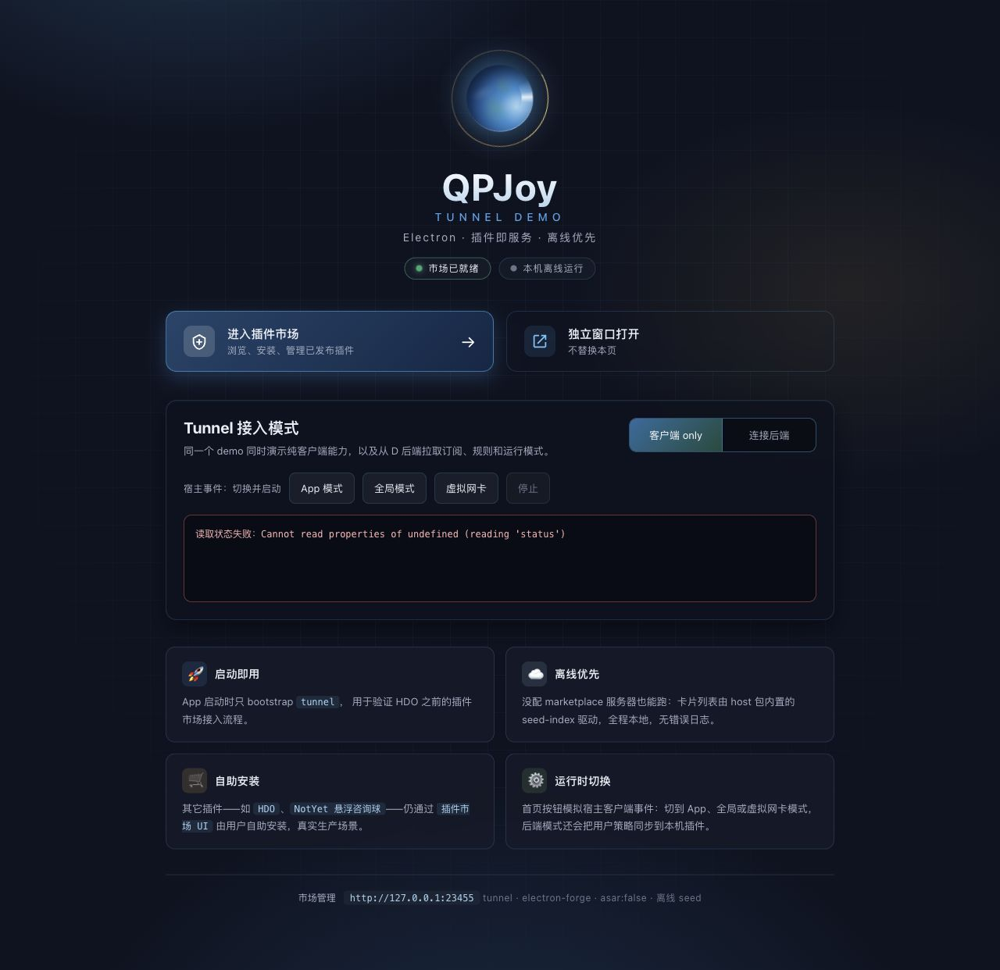 QPJoy
TUNNEL DEMO
Electron · 插件即服务 · 离线优先
市场已就绪
本机离线运行
进入插件市场
浏览、安装、管理已发布插件
独立窗口打开
不替换本页
Tunnel 接入模式
同一个 demo 同时演示纯客户端能力，以及从 D 后端拉取订阅、规则和运行模式。
客户端 only
连接后端
宿主事件：切换并启动
App 模式
全局模式
虚拟网卡
停止
读取状态失败：Cannot read properties of undefined (reading 'status')
启动即用
App 启动时只 bootstrap tunnel， 用于验证 HDO 之前的插件
市场接入流程。
离线优先
没配 marketplace 服务器也能跑：卡片列表由 host 包内置的
seed-index 驱动，全程本地，无错误日志。
自助安装
其它插件——如 HDO、NotYet 悬浮咨询球——仍通过 插件市
场 UI 由用户自助安装，真实生产场景。
运行时切换
首页按钮模拟宿主客户端事件：切到 App、全局或虚拟网卡模式，
后端模式还会把用户策略同步到本机插件。
市场管理 http://127.0.0.1:23455 tunnel · electron-forge · asar:false · 离线 seed